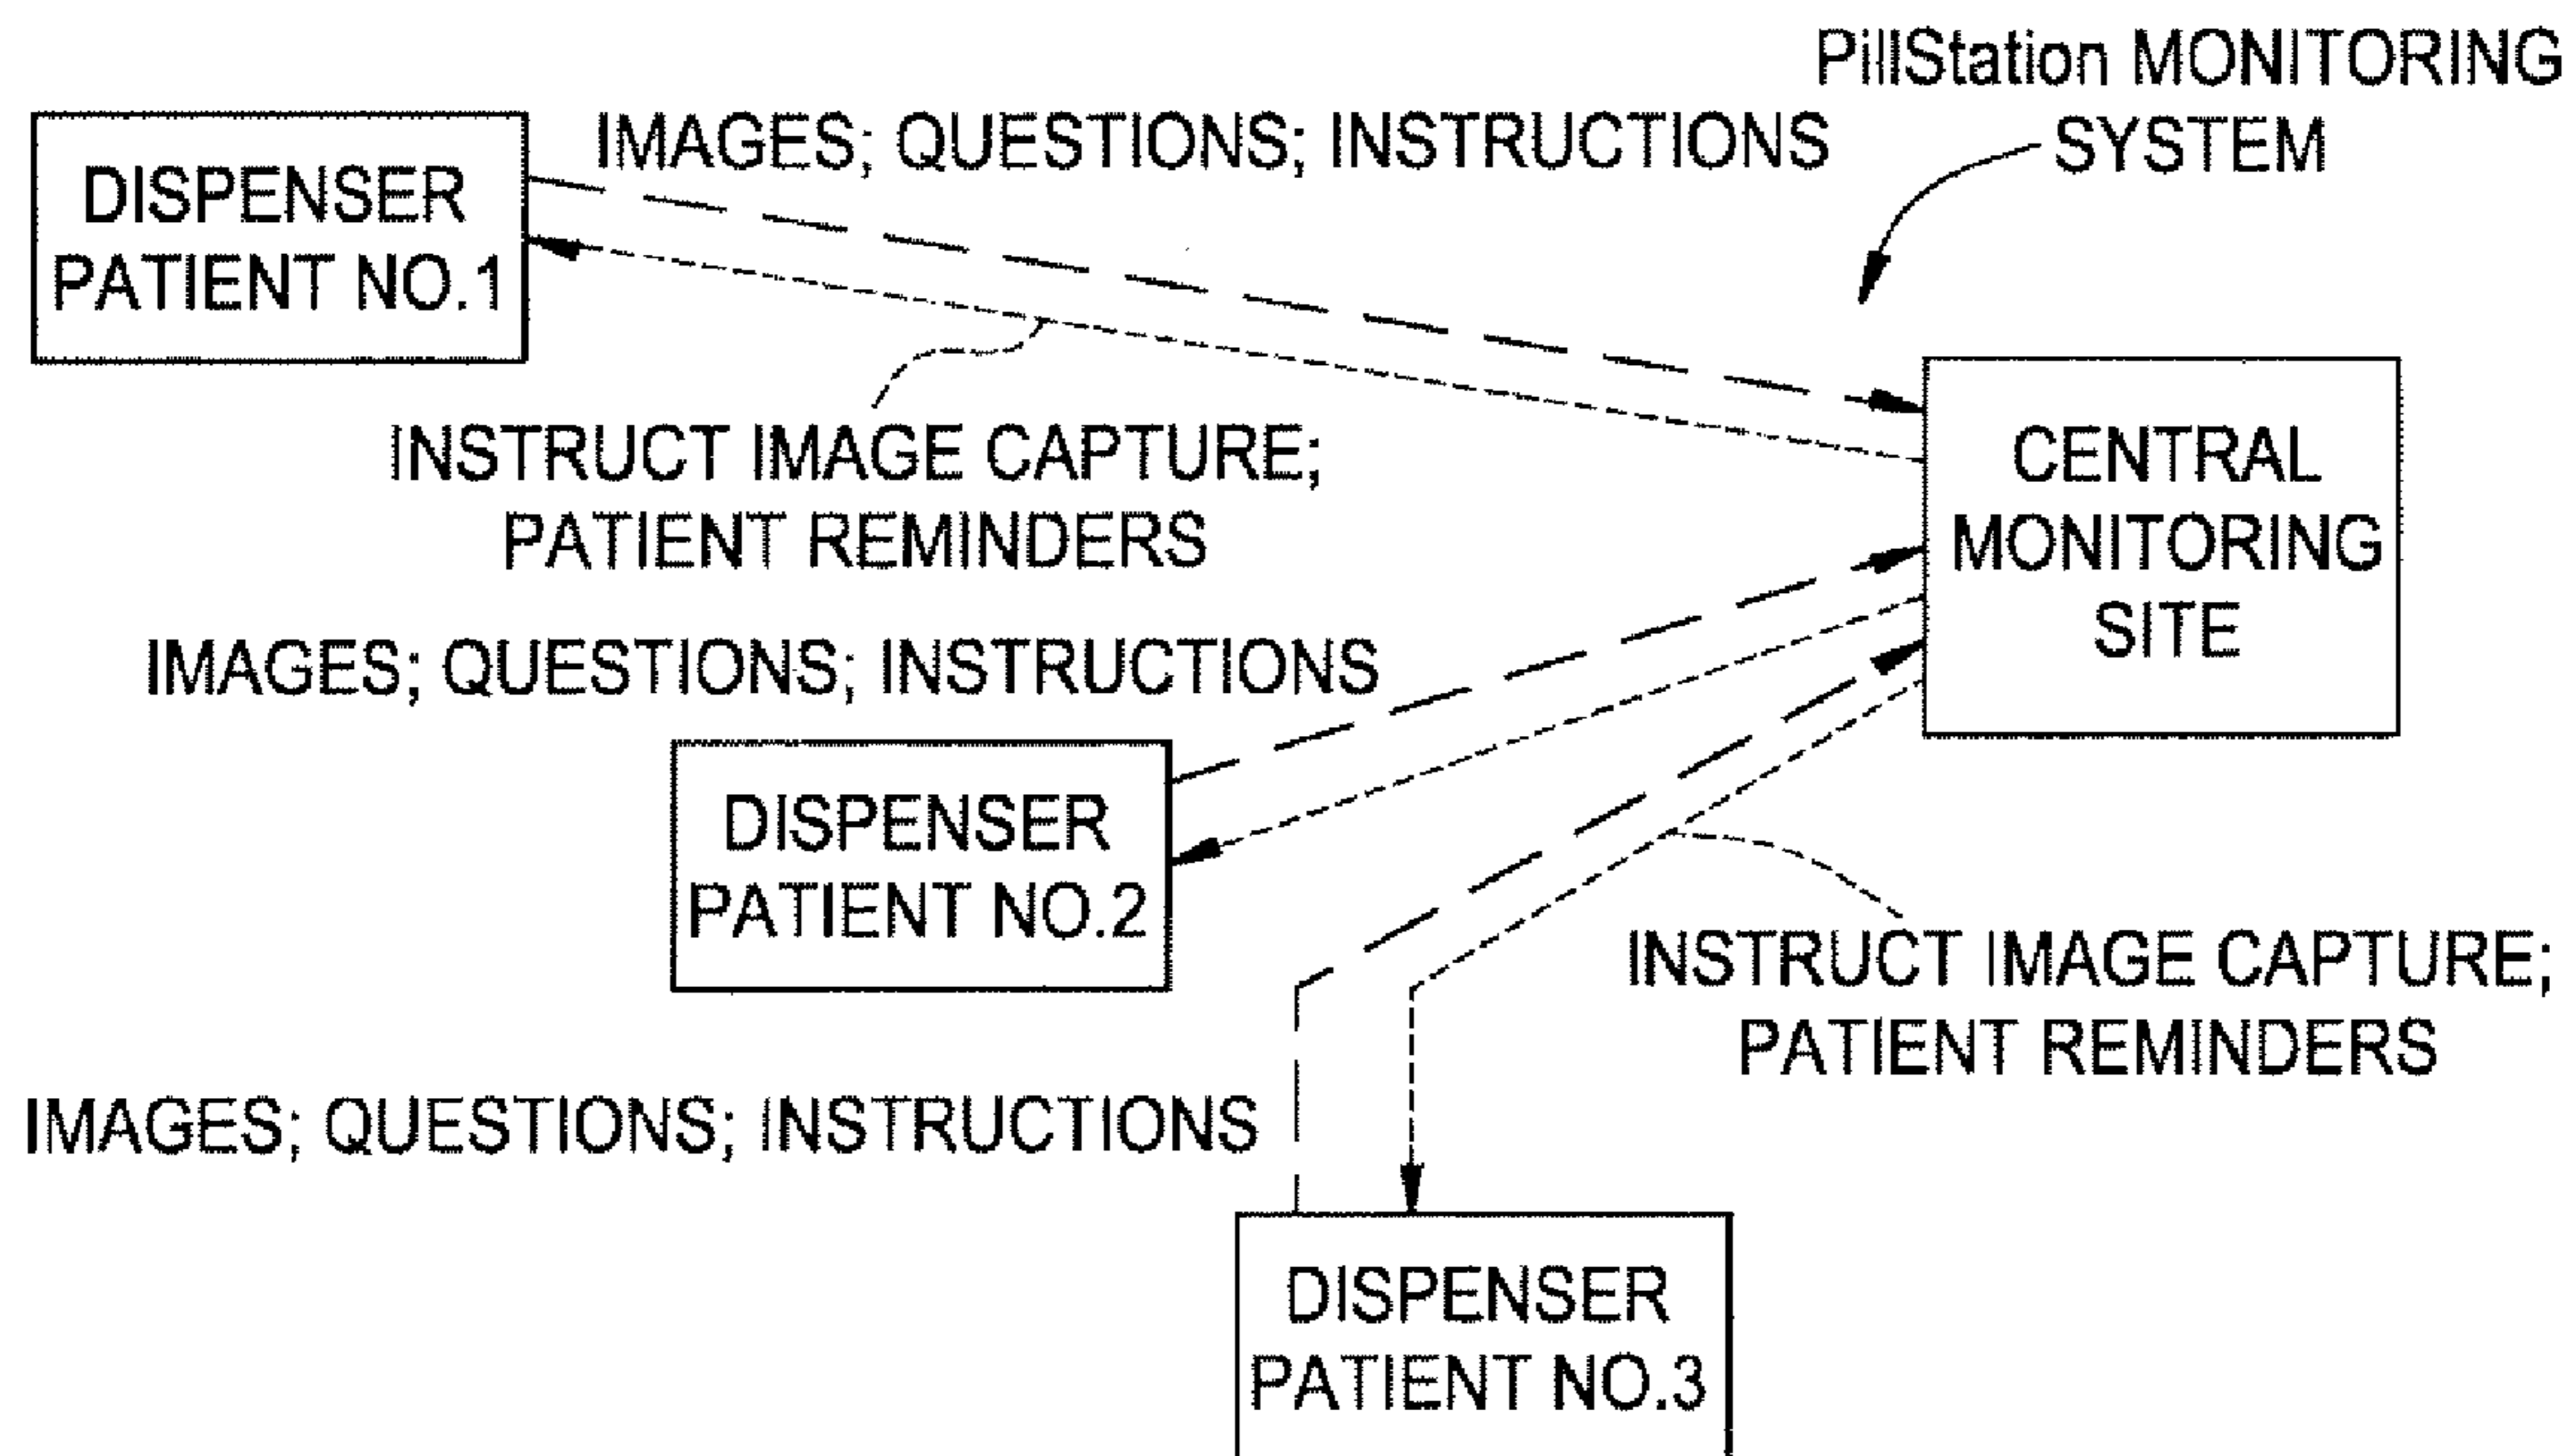 PillStation MONITORING
SYSTEM
IMAGES; QUESTIONS; INSTRUCTIONS
DISPENSER
PATIENT NO.1
INSTRUCT IMAGE CAPTURE;
PATIENT REMINDERS
CENTRAL
MONITORING
SITE
IMAGES; QUESTIONS; INSTRUCTIONS
DISPENSER
PATIENT NO.2
INSTRUCT IMAGE CAPTURE;
PATIENT REMINDERS
IMAGES; QUESTIONS; INSTRUCTIONS
DISPENSER
PATIENT NO.3